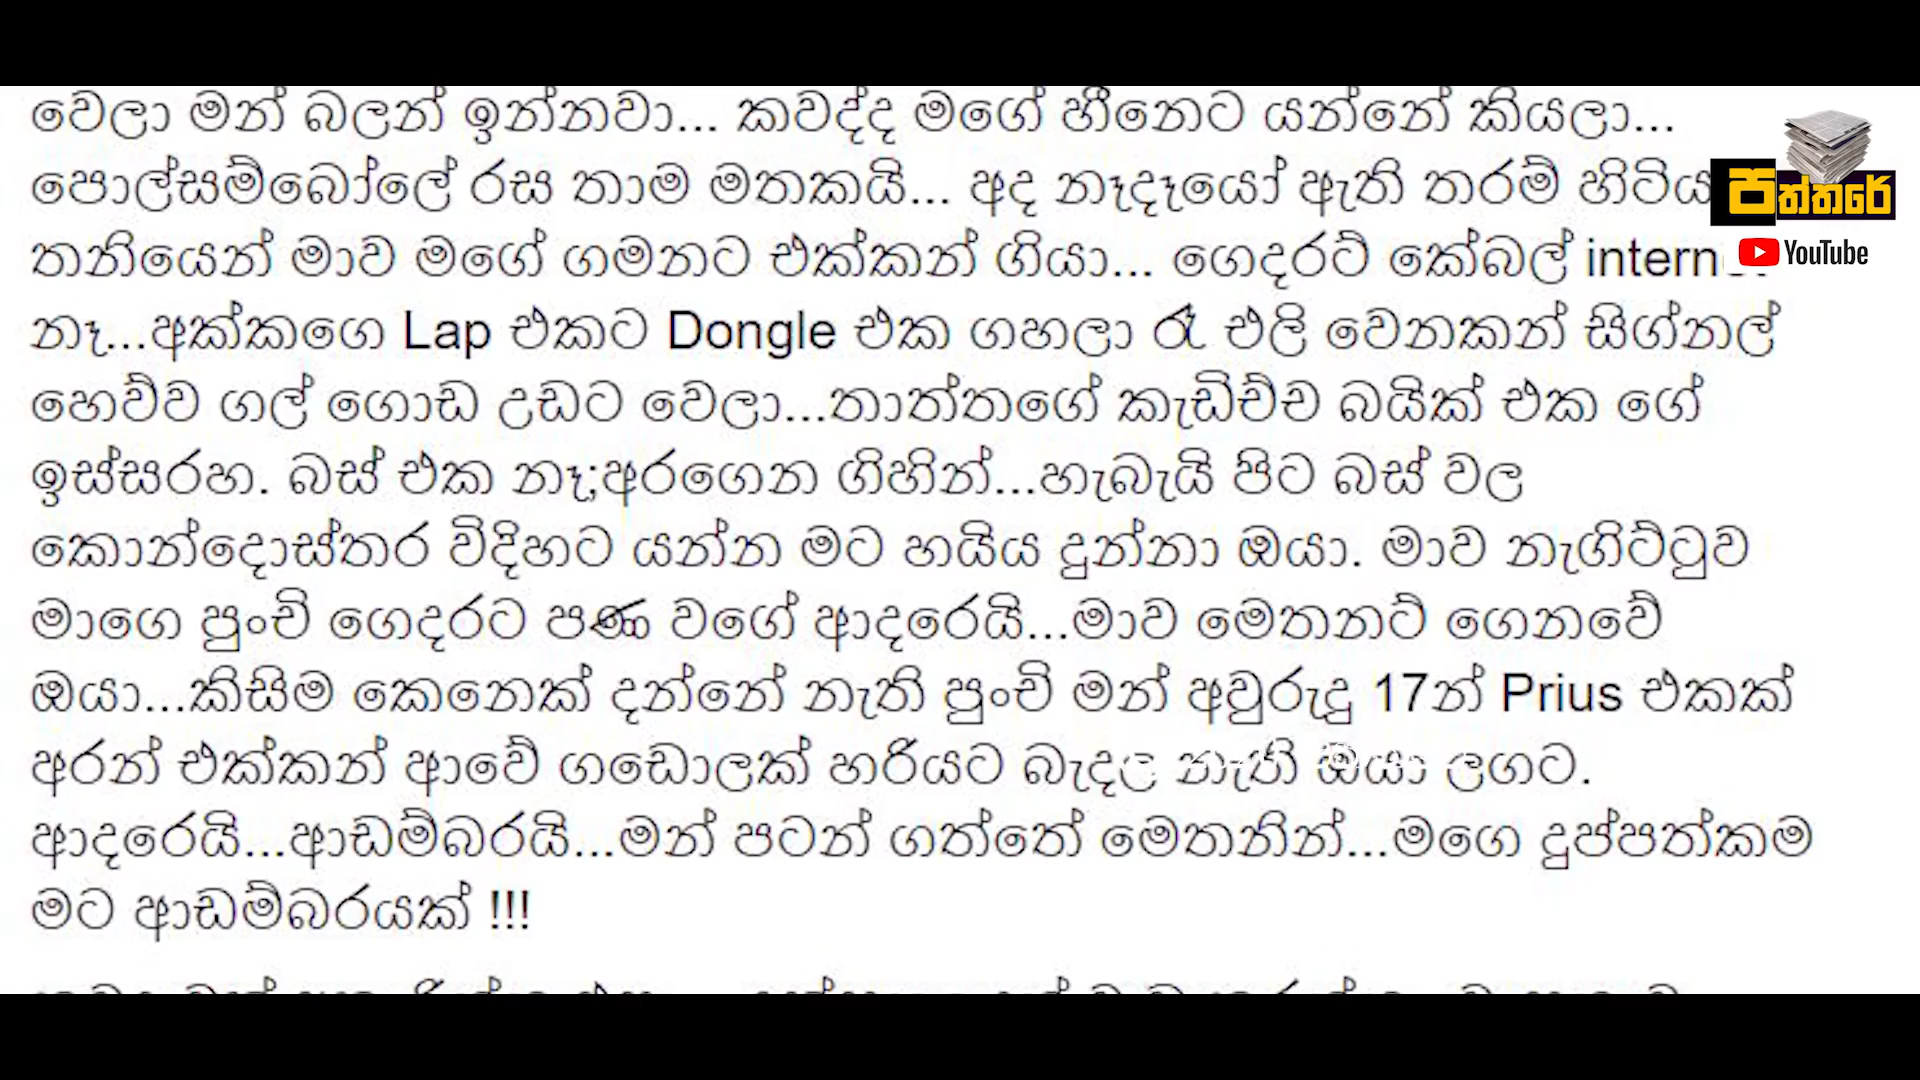 වෙලා මන් බලන් ඉන්නවා... කවද්ද මගේ හීනෙට යන්නේ කියලා...
පොල්සම්බෝලේ රස තාම මතකයි... අද නෑදෑයෝ ඇති තරම් හිටිය
පත්තරේ
තනියෙන් මාව මගේ ගමනට එක්කන් ගියා... ගෙදරට් කේබල් internet
YouTube
නෑ...අක්කගෙ Lap එකට Dongle එක ගහලා රෑ එලි වෙනකන් සිග්නල්
හෙව්ව ගල් ගොඩ උඩට වෙලා...තාත්තගේ කැඩිච්ච බයික් එක ගේ
ඉස්සරහ. බස් එක නෑ;අරගෙන ගිහින්...හැබැයි පිට බස් වල
කොන්දොස්තර විදිහට යන්න මට හයිය දුන්නා ඔයා. මාව නැගිට්ටුව
මාගෙ පුංචි ගෙදරට පණ වගේ ආදරෙයි...මාව මෙතනට් ගෙනවේ
ඔයා...කිසිම කෙනෙක් දන්නේ නැති පුංචි මන් අවුරුදු 17න් Prius එකක්
අරන් එක්කන් ආවේ ගඩොලක් හරියට බැදල නැති ඔයා ලගට.
ආදරෙයි...ආඩම්බරයි...මන් පටන් ගත්තේ මෙතනින්...මගෙ දුප්පත්කම
මට ආඩම්බරයක් !!!